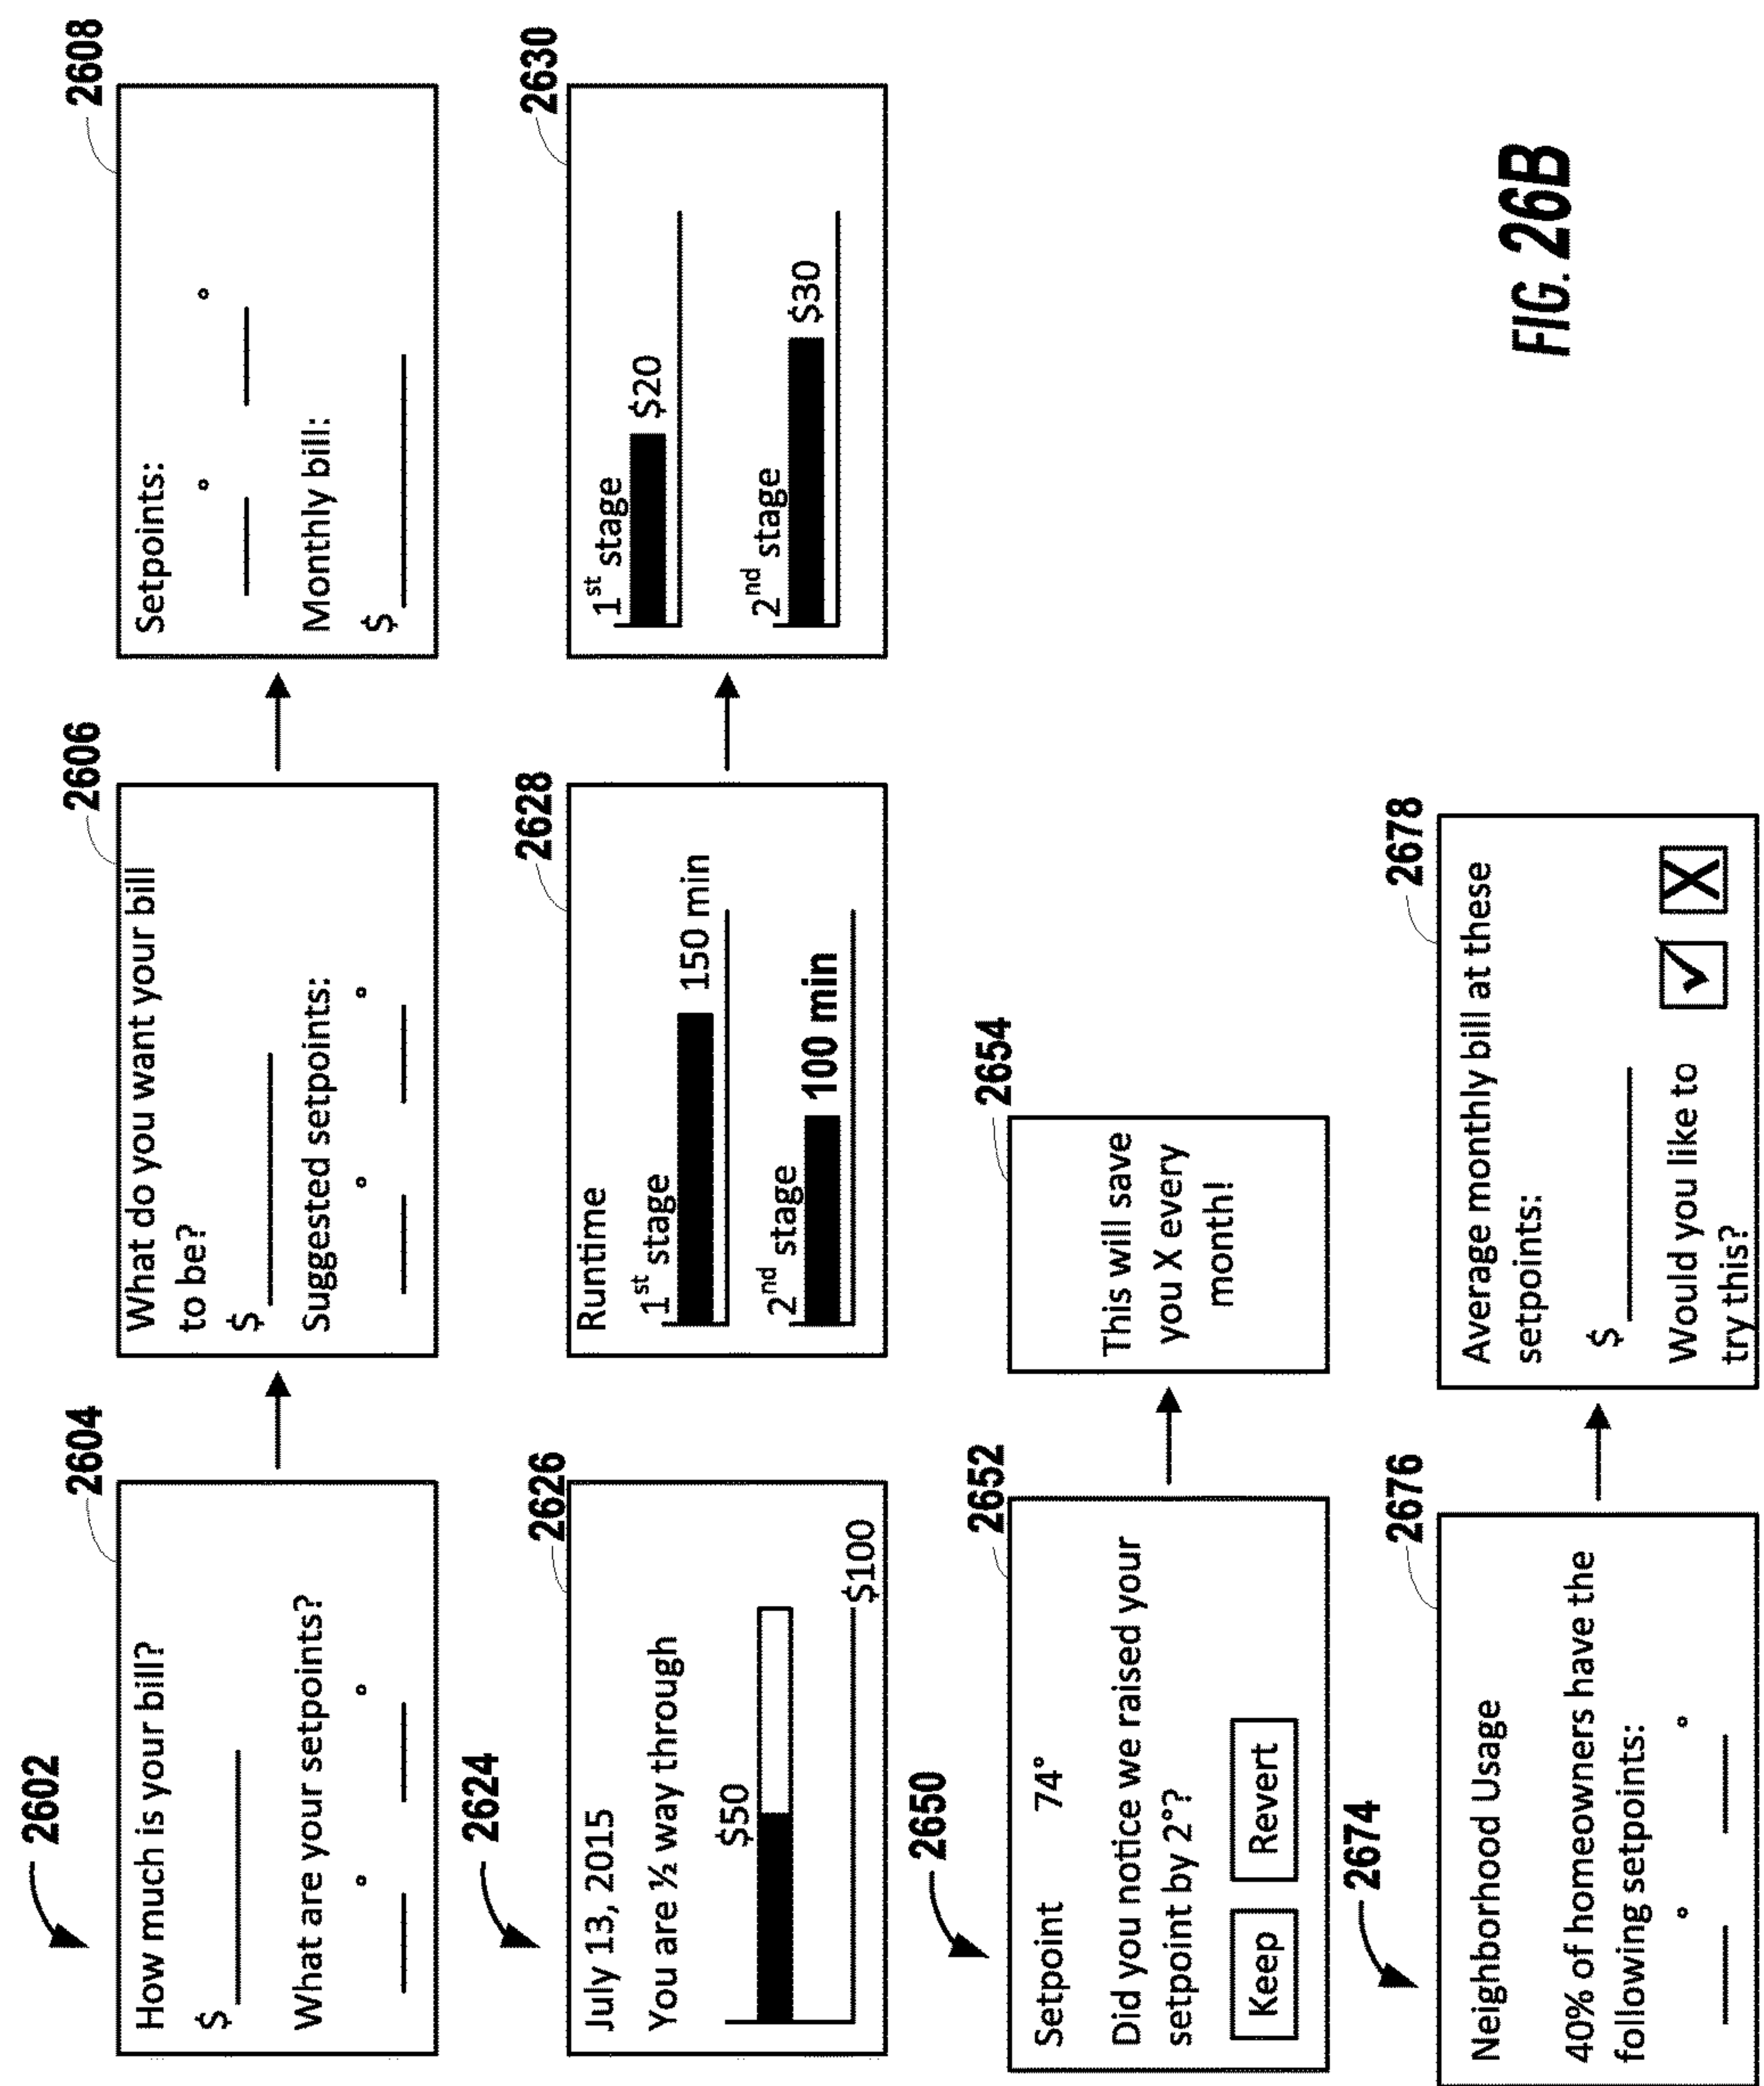 2602
2604
How much is your bill?
$
What are your setpoints?
° °
2606
What do you want your bill
to be?
$
Suggested setpoints:
° °
2608
Setpoints:
° °
Monthly bill:
$
2624
2626
July 13, 2015
You are ½ way through
$50
$100
2628
Runtime
1st stage
150 min
2nd stage
100 min
2630
1st stage
$20
2nd stage
$30
2650
2652
Setpoint 74°
Did you notice we raised your
setpoint by 2°?
Keep Revert
2654
This will save
you X every
month!
2674
2676
Neighborhood Usage
40% of homeowners have the
following setpoints:
° °
2678
Average monthly bill at these
setpoints:
$
Would you like to
try this?
✓ X
FIG. 26B